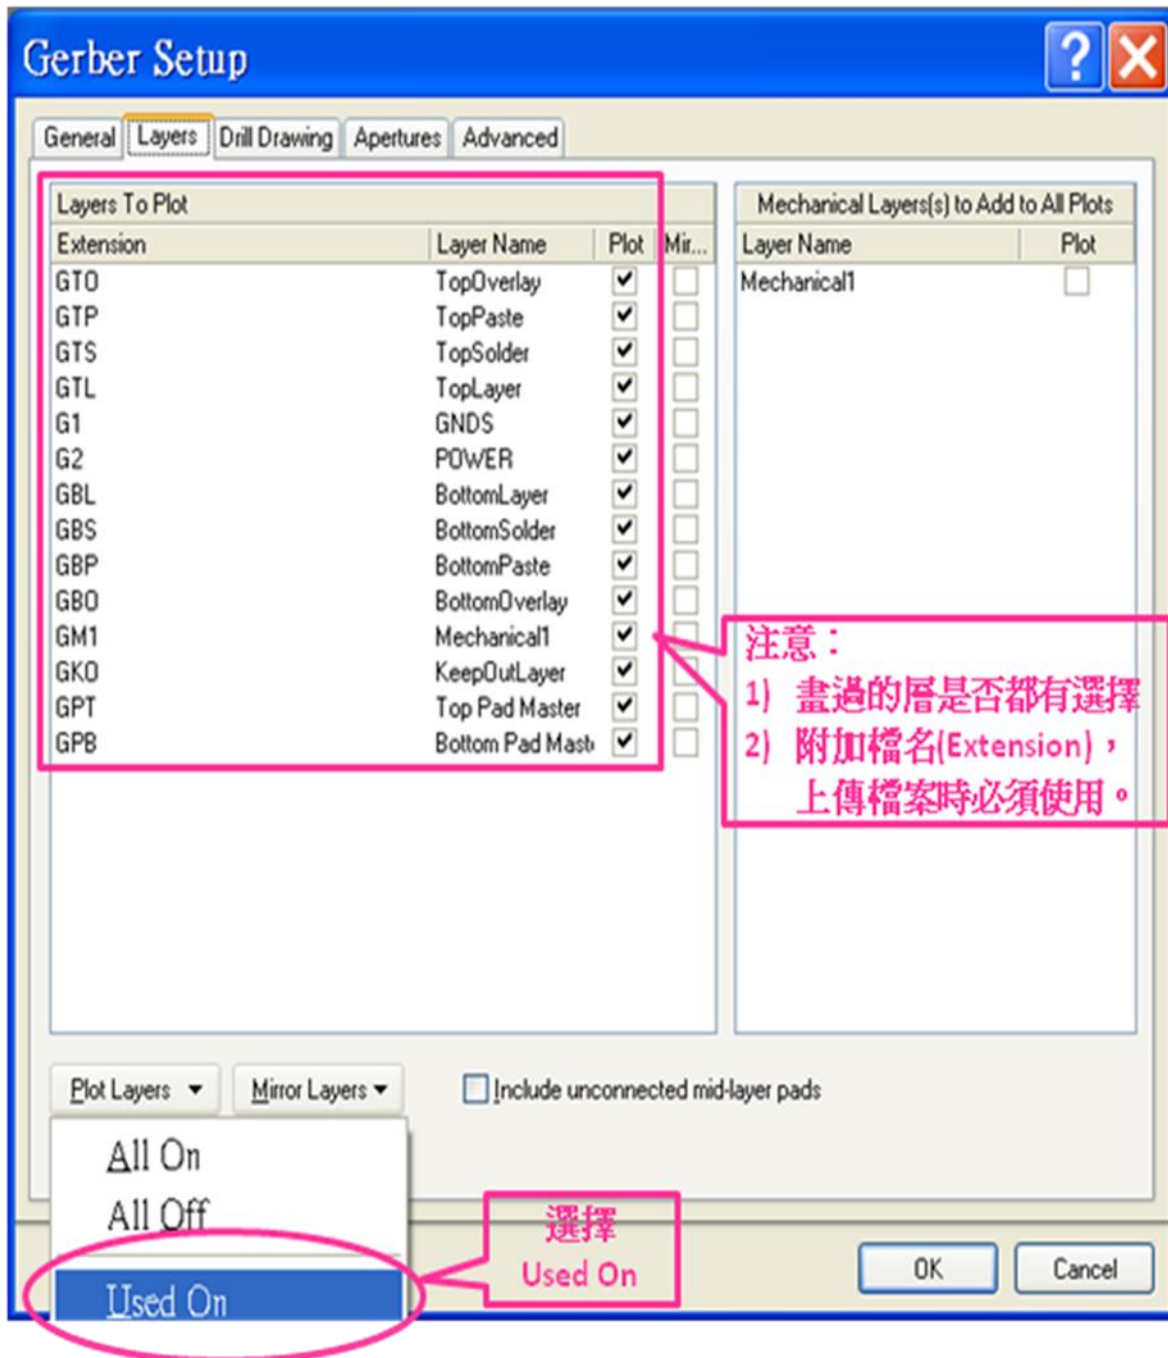 Gerber Setup
General Layers Drill Drawing Apertures Advanced
Layers To Plot
Extension Layer Name Plot Mir...
GTO TopOverlay
GTP TopPaste
GTS TopSolder
GTL TopLayer
G1 GNDS
G2 POWER
GBL BottomLayer
GBS BottomSolder
GBP BottomPaste
GBO BottomOverlay
GM1 Mechanical1
GKO KeepOutLayer
GPT Top Pad Master
GPB Bottom Pad Mast
Mechanical Layers(s) to Add to All Plots
Layer Name Plot
Mechanical1
注意：
1) 畫過的層是否都有選擇
2) 附加檔名(Extension)，
上傳檔案時必須使用。
Plot Layers Mirror Layers Include unconnected mid-layer pads
All On
All Off
Used On
選擇
Used On
OK Cancel